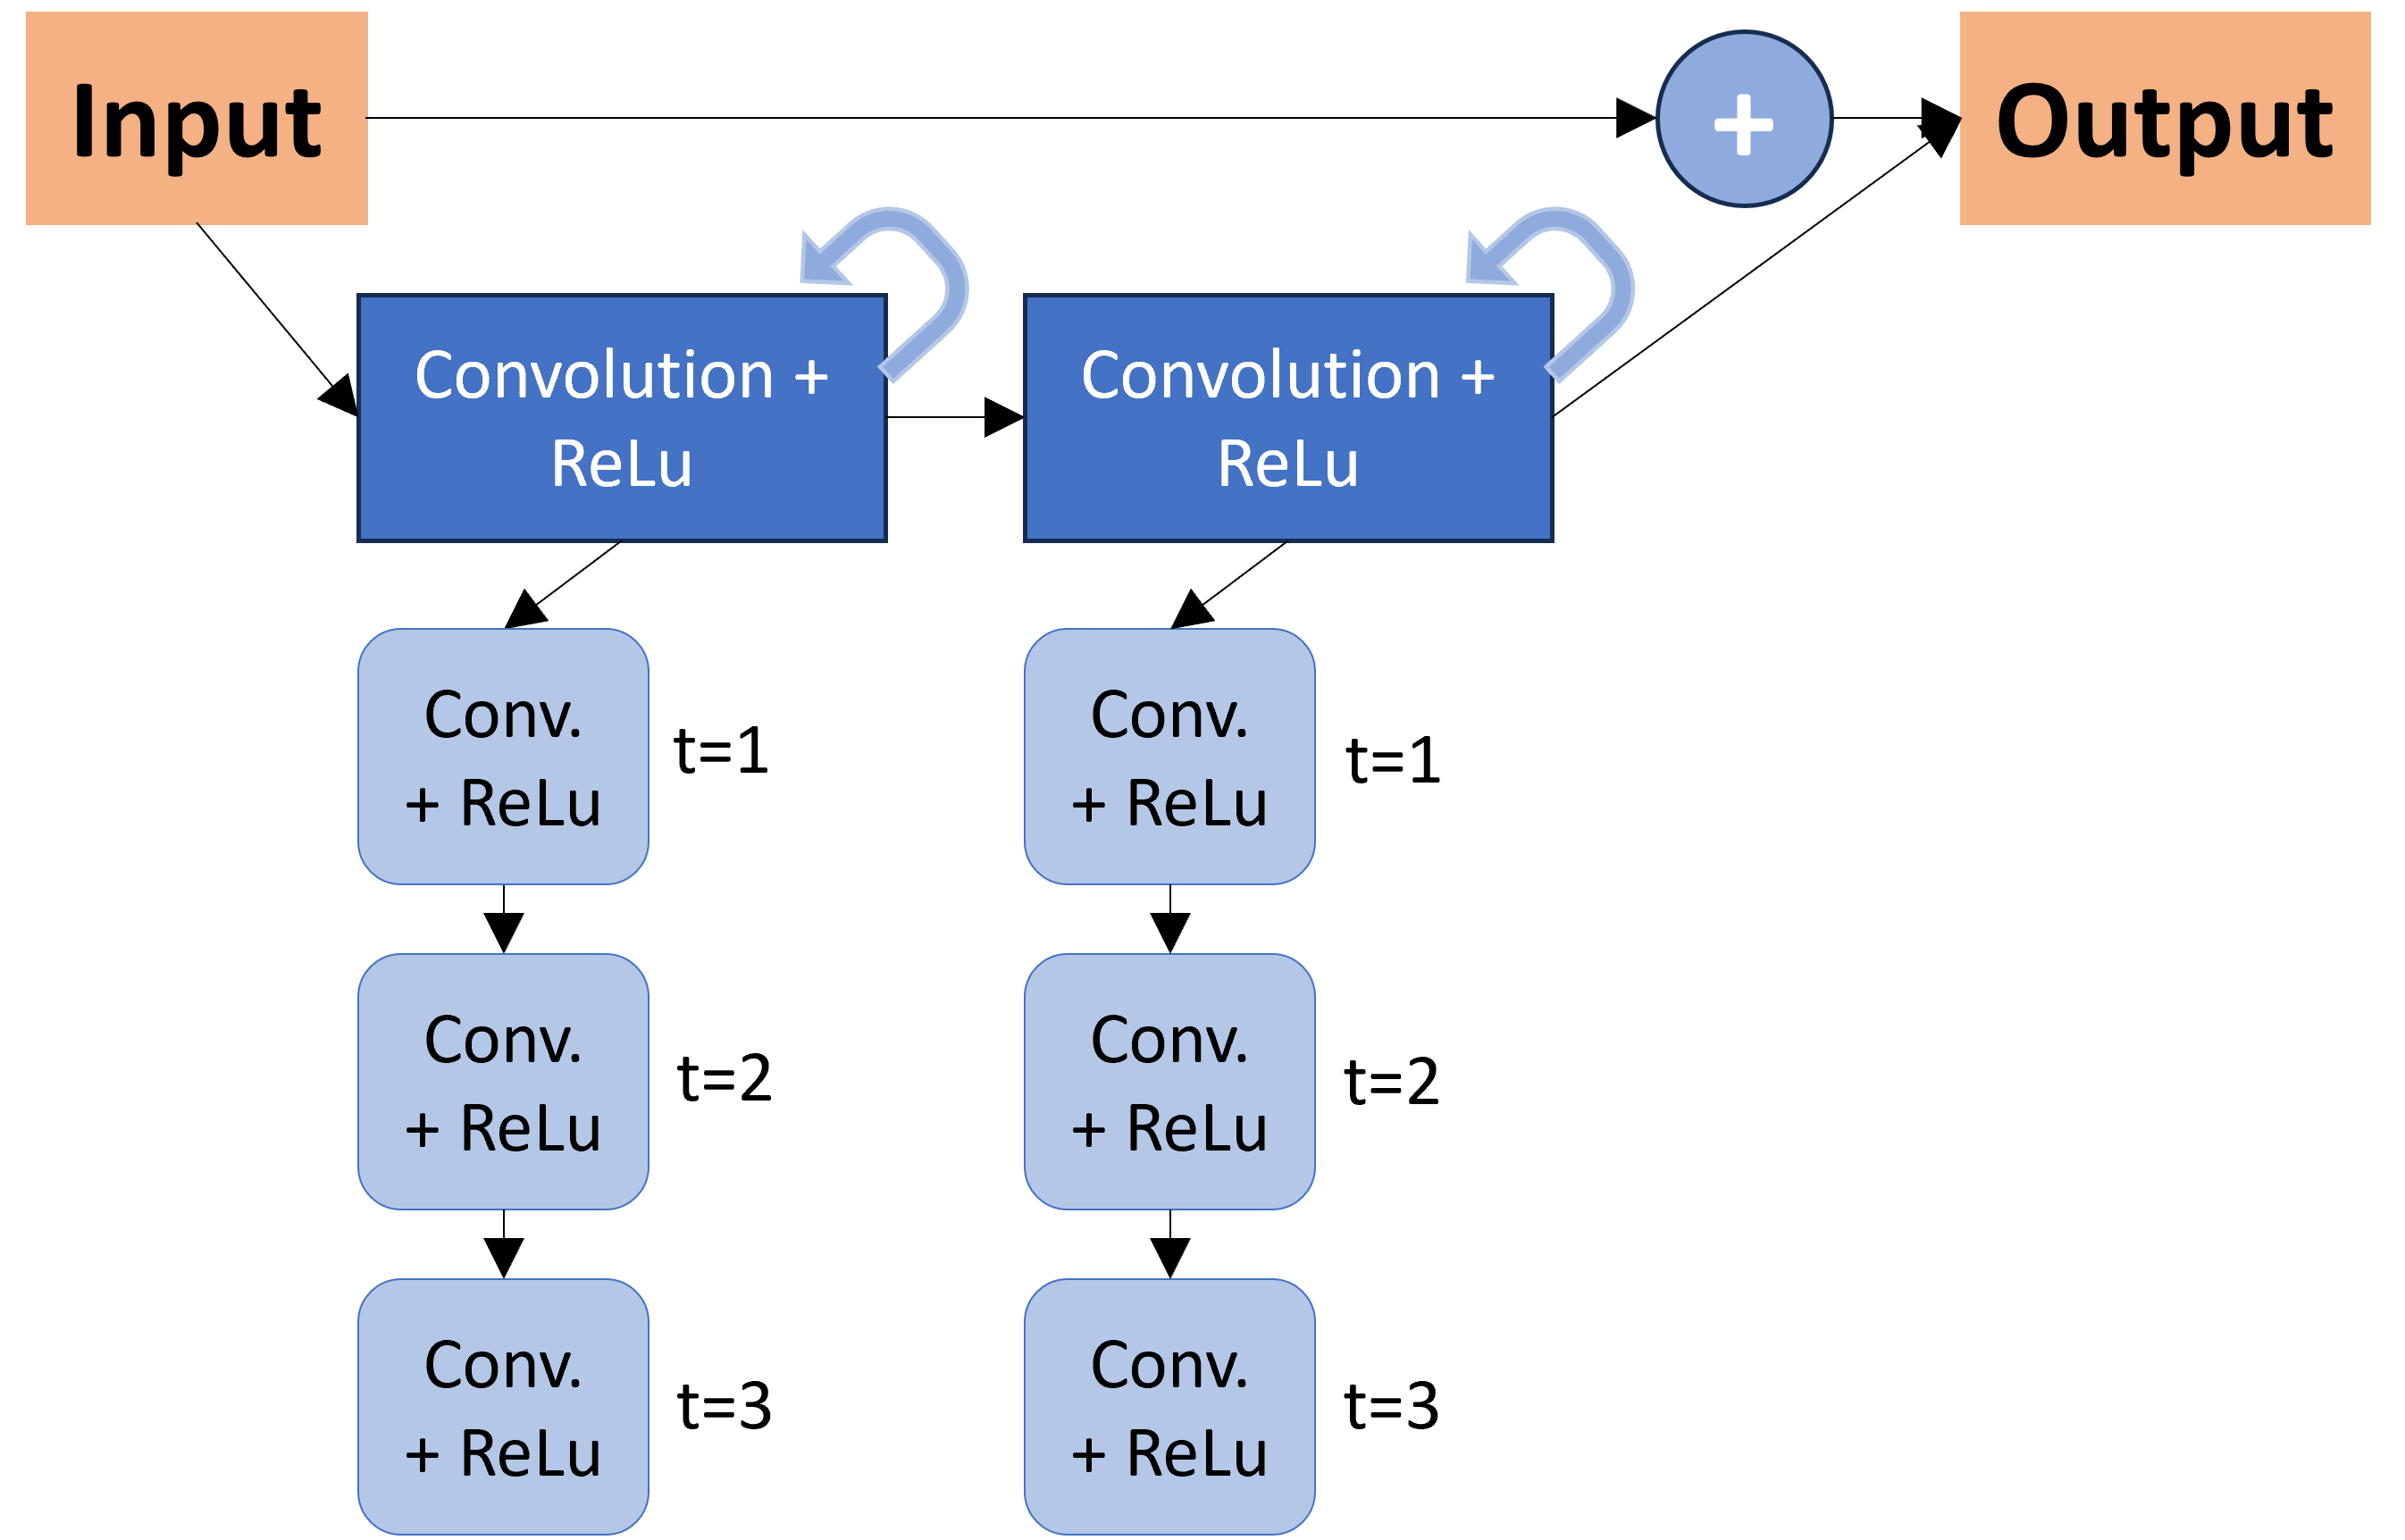 Input
+
Output
Convolution +
ReLu
Convolution +
ReLu
Conv.
+ ReLu
t=1
Conv.
+ ReLu
t=1
Conv.
+ ReLu
t=2
Conv.
+ ReLu
t=2
Conv.
+ ReLu
t=3
Conv.
+ ReLu
t=3